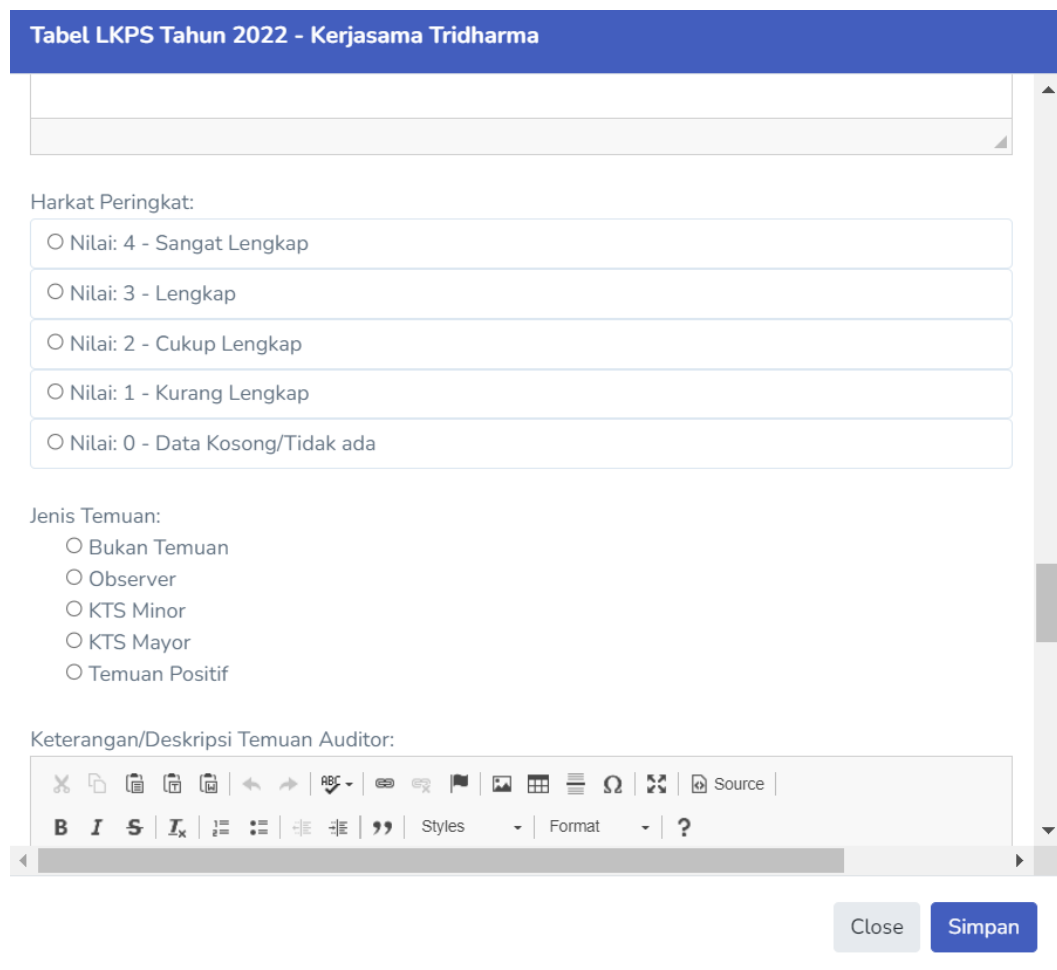 Tabel LKPS Tahun 2022 - Kerjasama Tridharma
Harkat Peringkat:
Nilai: 4 - Sangat Lengkap
Nilai: 3 - Lengkap
Nilai: 2 - Cukup Lengkap
Nilai: 1 - Kurang Lengkap
Nilai: 0 - Data Kosong/Tidak ada
Jenis Temuan:
Bukan Temuan
Observer
KTS Minor
KTS Mayor
Temuan Positif
Keterangan/Deskripsi Temuan Auditor:
ABC Ω Source
B I S Ix Styles Format ?
Close Simpan